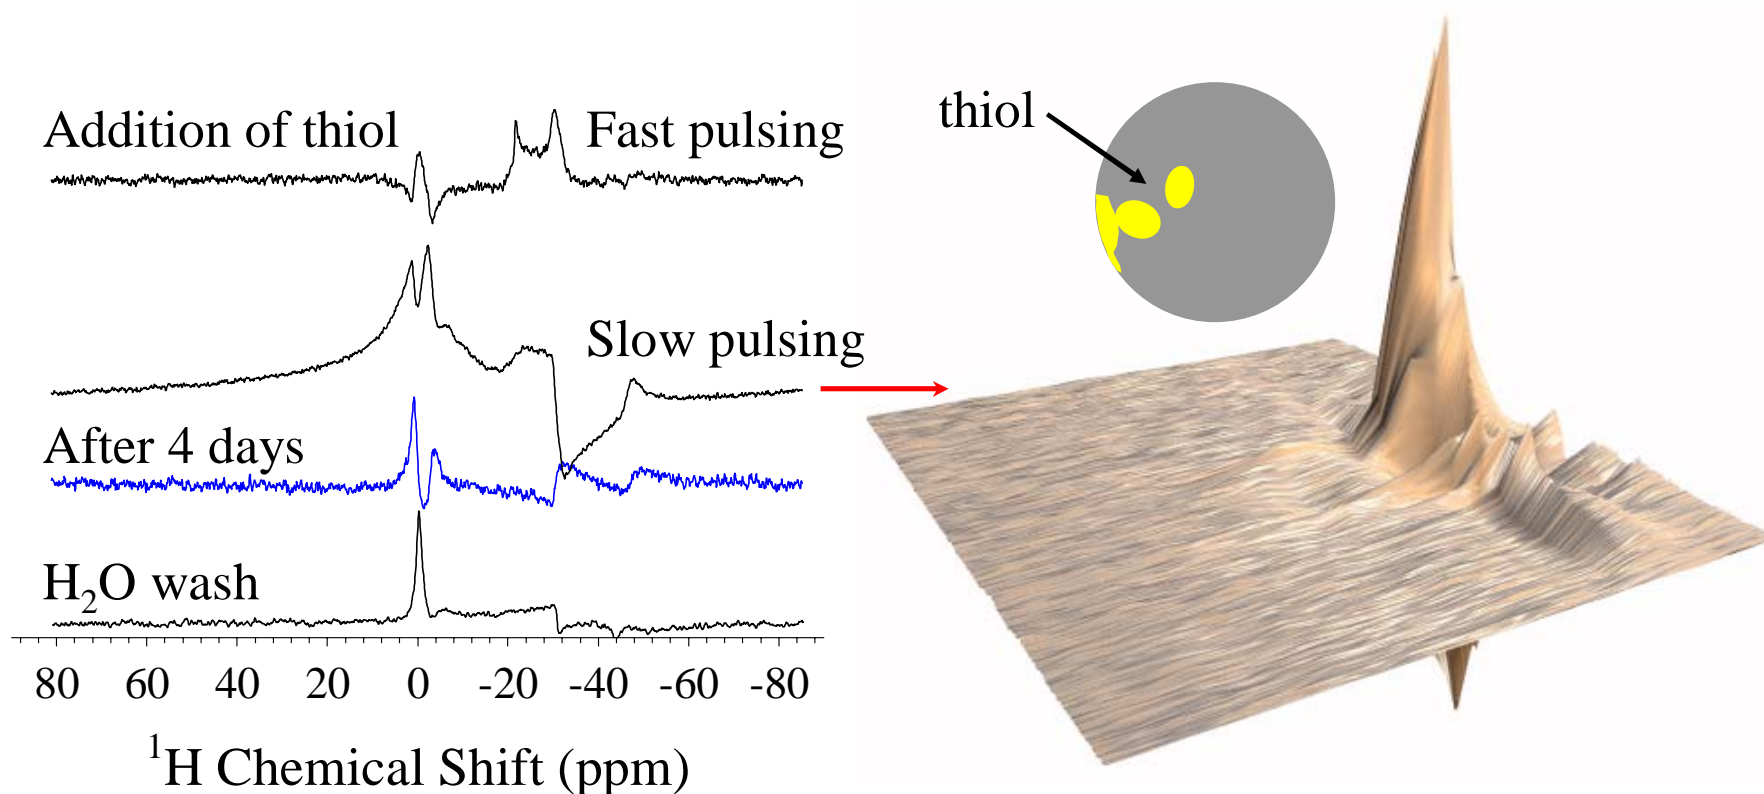 Addition of thiol
Fast pulsing
Slow pulsing
After 4 days
H₂O wash
80 60 40 20 0 -20 -40 -60 -80
¹H Chemical Shift (ppm)
thiol